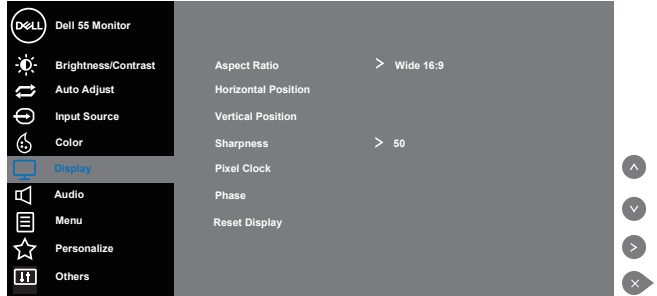 DELL Dell 55 Monitor
Brightness/Contrast Aspect Ratio > Wide 16:9
Auto Adjust Horizontal Position
Input Source Vertical Position
Color Sharpness > 50
Display Pixel Clock
Audio Phase
Menu Reset Display
Personalize
Others